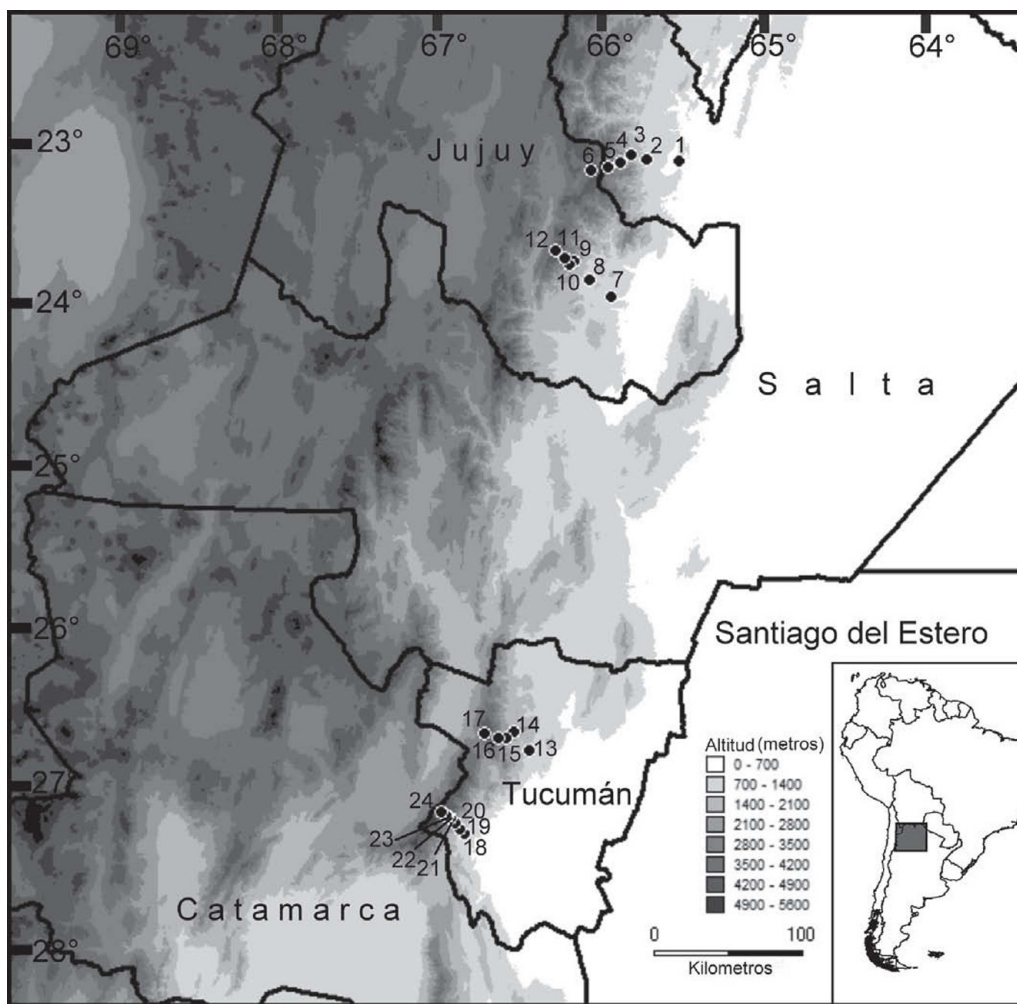 69° 68° 67° 66° 65° 64°
23°
24°
25°
26°
27°
28°
Jujuy
6 5 4 3 2 1
12 11 9
10 8 7
Salta
Santiago del Estero
17 14
16 15 13
Tucumán
24 20
23 19
22 21 18
Catamarca
Altitud (metros)
0 - 700
700 - 1400
1400 - 2100
2100 - 2800
2800 - 3500
3500 - 4200
4200 - 4900
4900 - 5600
0 100
Kilometros